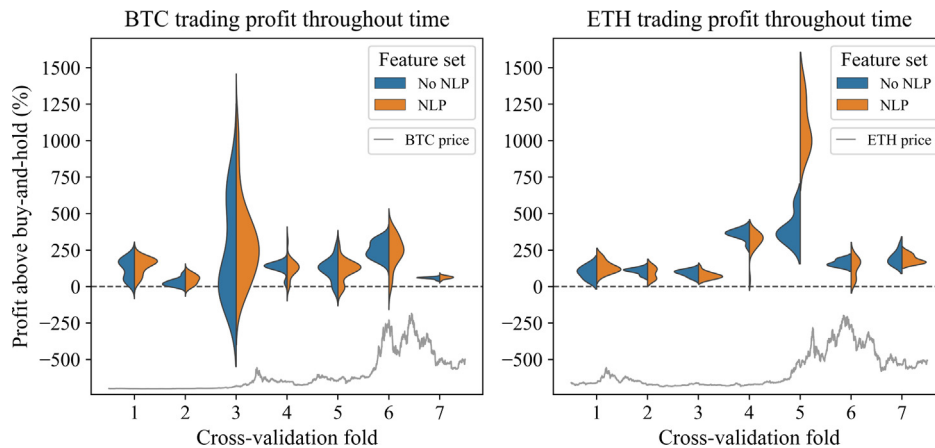 BTC trading profit throughout time
Profit above buy-and-hold (%)
1500
1250
1000
750
500
250
0
−250
−500
Feature set
No NLP
NLP
BTC price
1 2 3 4 5 6 7
Cross-validation fold
ETH trading profit throughout time
1500
1250
1000
750
500
250
0
−250
−500
Feature set
No NLP
NLP
ETH price
1 2 3 4 5 6 7
Cross-validation fold